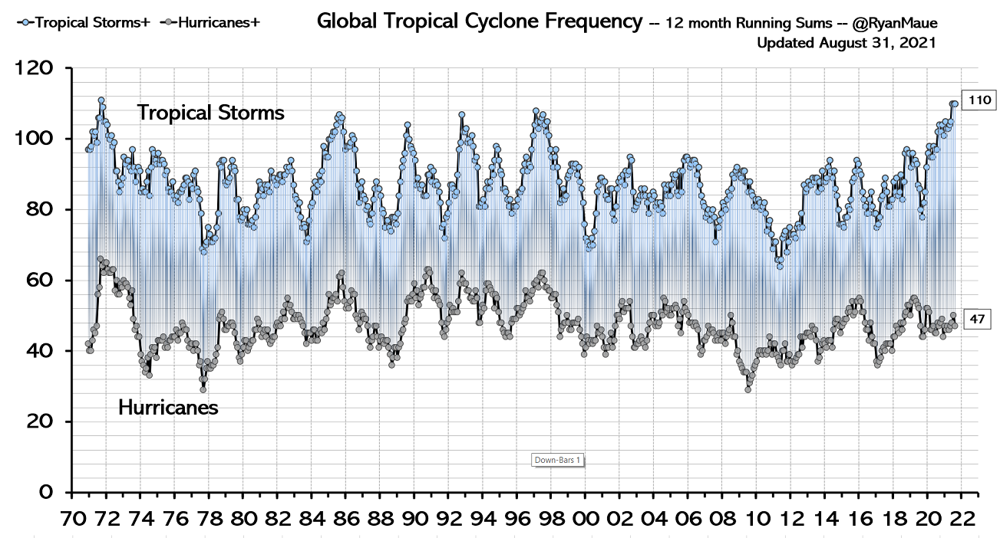 Tropical Storms+ Hurricanes+ Global Tropical Cyclone Frequency -- 12 month Running Sums -- @RyanMaue
Updated August 31, 2021
120
110
Tropical Storms
100
80
60
47
40
Hurricanes
20
Down-Bars 1
0
70 72 74 76 78 80 82 84 86 88 90 92 94 96 98 00 02 04 06 08 10 12 14 16 18 20 22